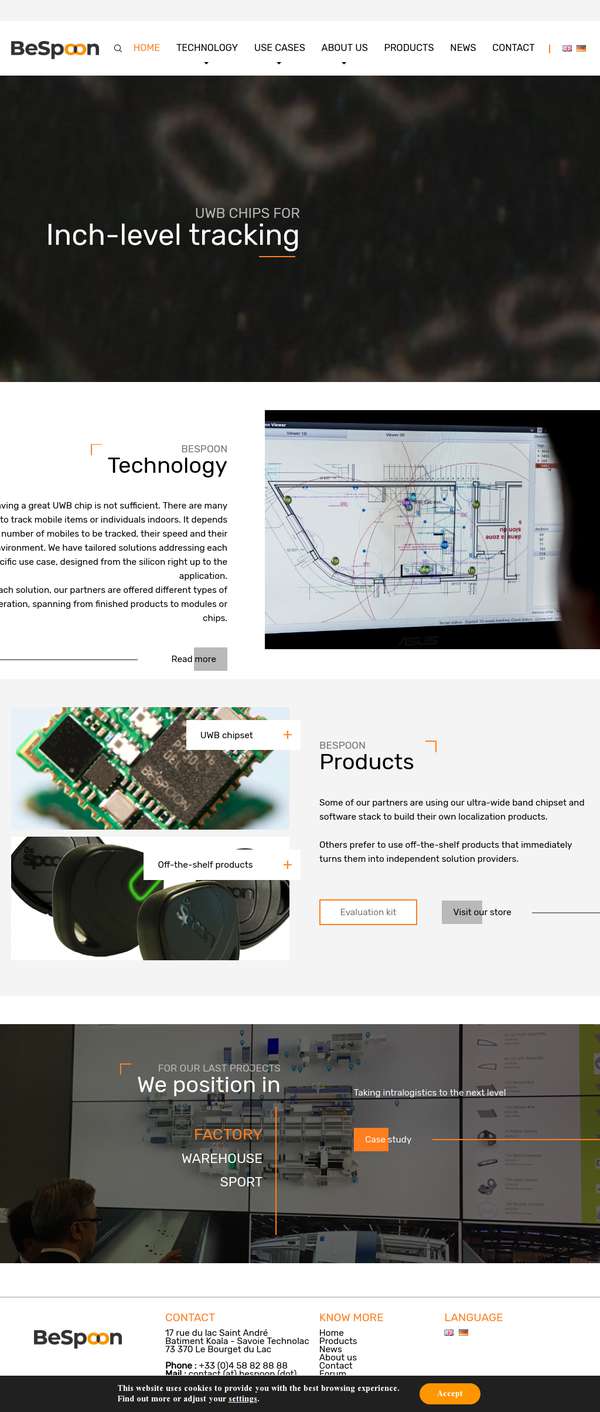 BeSpoon
HOME TECHNOLOGY USE CASES ABOUT US PRODUCTS NEWS CONTACT
UWB CHIPS FOR
Inch-level tracking
BESPOON
Technology
aving a great UWB chip is not sufficient. There are many
to track mobile items or individuals indoors. It depends
number of mobiles to be tracked, their speed and their
vironment. We have tailored solutions addressing each
cific use case, designed from the silicon right up to the
application.
ach solution, our partners are offered different types of
eration, spanning from finished products to modules or
chips.
Read more
ASUS
UWB chipset +
BESPOON
Off-the-shelf products +
BESPOON
Products
Some of our partners are using our ultra-wide band chipset and
software stack to build their own localization products.
Others prefer to use off-the-shelf products that immediately
turns them into independent solution providers.
Evaluation kit
Visit our store
FOR OUR LAST PROJECTS
We position in
FACTORY
WAREHOUSE
SPORT
Taking intralogistics to the next level
Case study
BeSpoon
CONTACT
17 rue du lac Saint André
Batiment Koala - Savoie Technolac
73 370 Le Bourget du Lac
Phone : +33 (0)4 58 82 88 88
Mail : contact (at) bespoon (dot)
KNOW MORE
Home
Products
News
About us
Contact
Forum
LANGUAGE
This website uses cookies to provide you with the best browsing experience.
Find out more or adjust your settings.
Accept